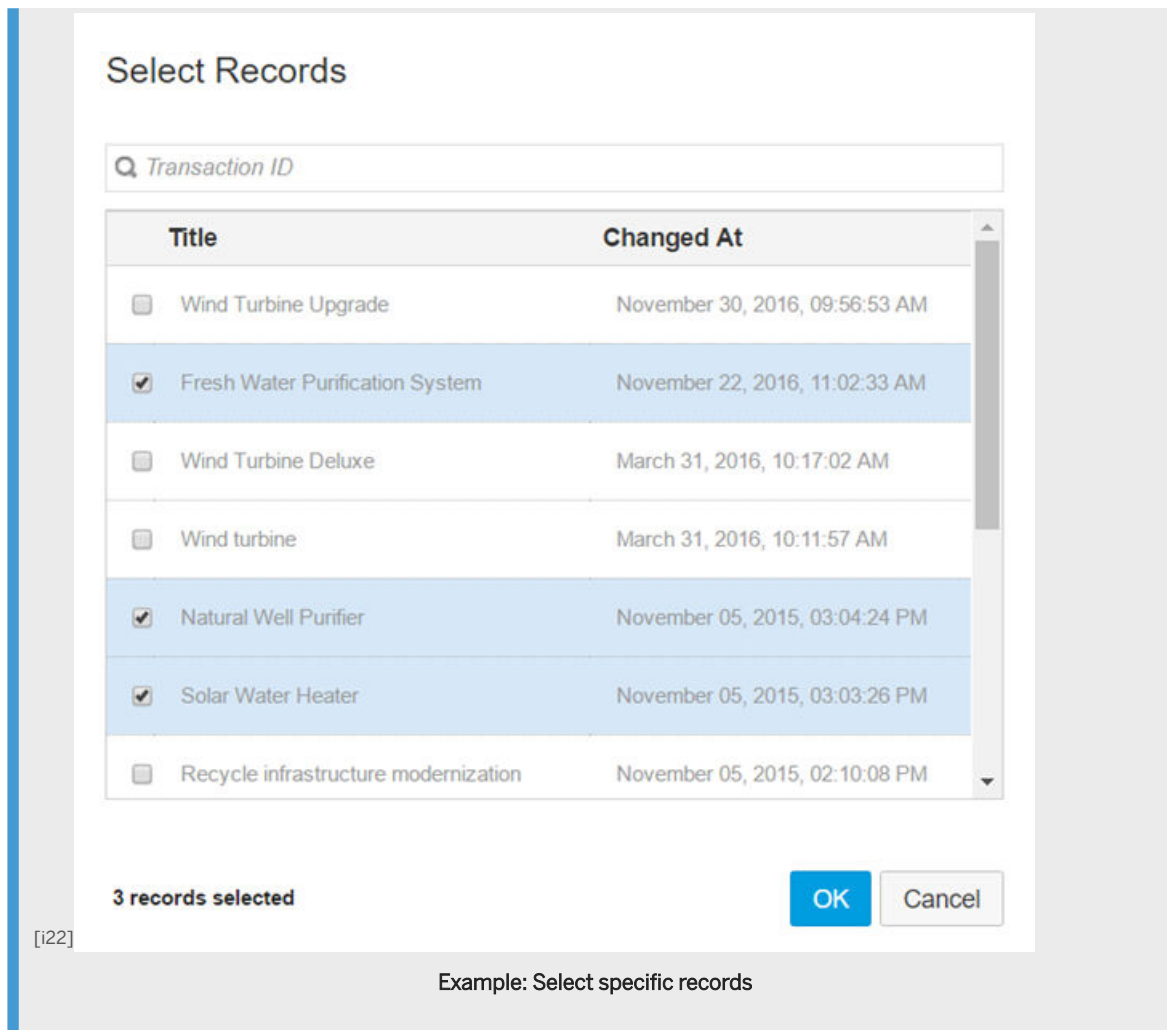 Select Records
Transaction ID
Title Changed At
Wind Turbine Upgrade November 30, 2016, 09:56:53 AM
Fresh Water Purification System November 22, 2016, 11:02:33 AM
Wind Turbine Deluxe March 31, 2016, 10:17:02 AM
Wind turbine March 31, 2016, 10:11:57 AM
Natural Well Purifier November 05, 2015, 03:04:24 PM
Solar Water Heater November 05, 2015, 03:03:26 PM
Recycle infrastructure modernization November 05, 2015, 02:10:08 PM
3 records selected OK Cancel
[i22]
Example: Select specific records